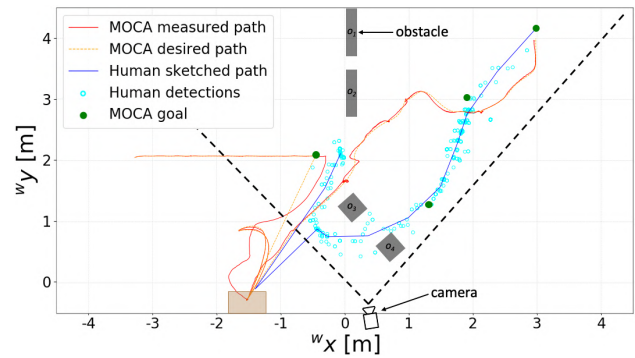 MOCA measured path
MOCA desired path
Human sketched path
Human detections
MOCA goal
o₁
obstacle
o₂
o₃
o₄
camera
4
3
2
1
0
ʷy [m]
-4
-3
-2
-1
0
1
2
3
4
ʷx [m]